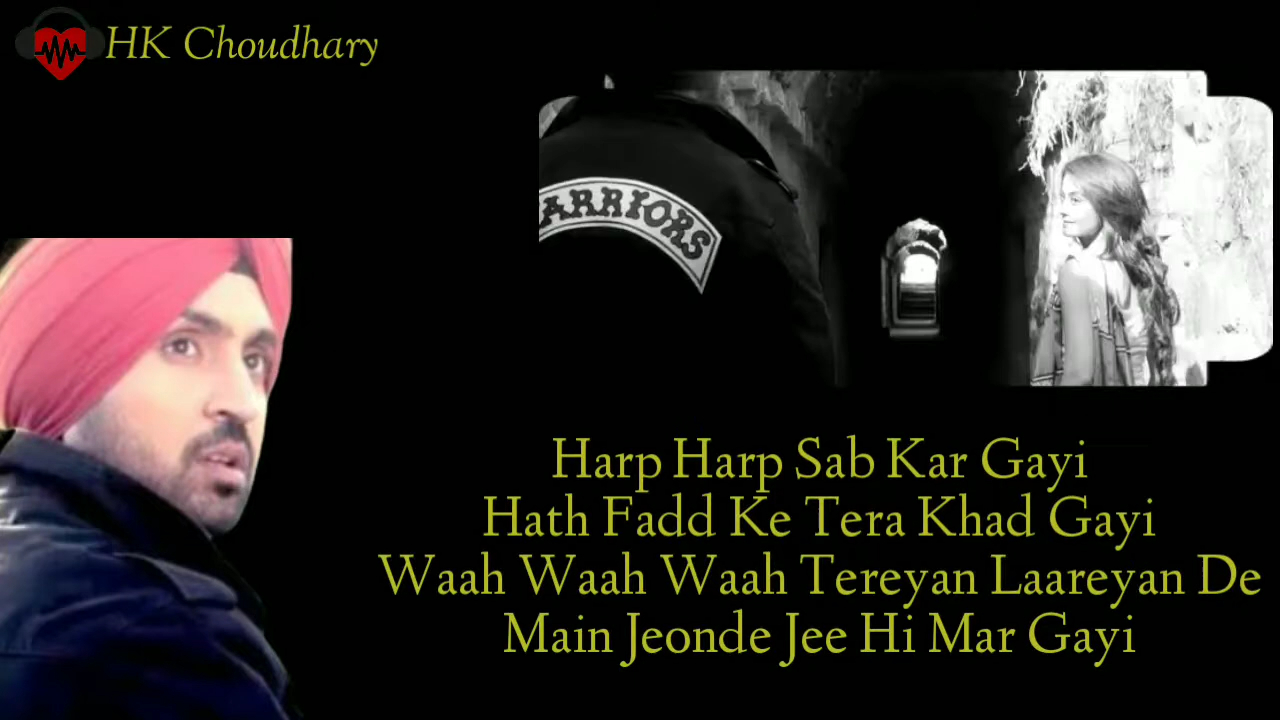 HK Choudhary
ARRIORS
Harp Harp Sab Kar Gayi
Hath Fadd Ke Tera Khad Gayi
Waah Waah Waah Tereyan Laareyan De
Main Jeonde Jee Hi Mar Gayi